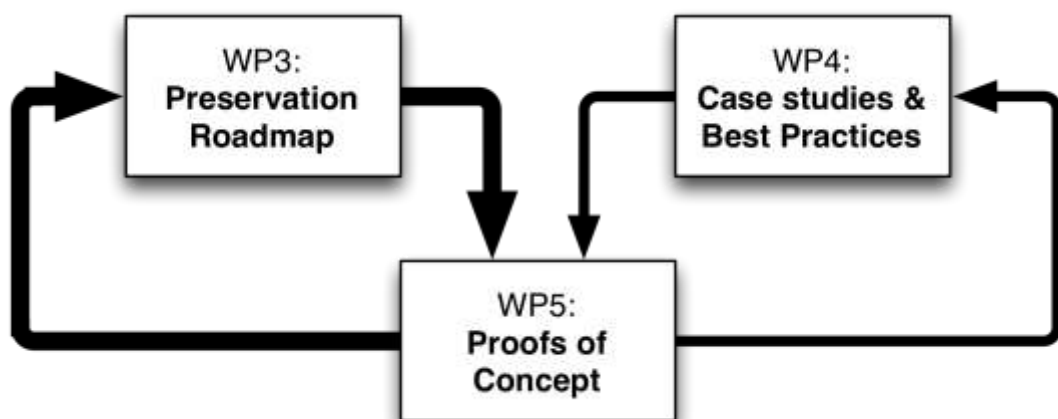 WP3:
Preservation
Roadmap
WP4:
Case studies &
Best Practices
WP5:
Proofs of
Concept